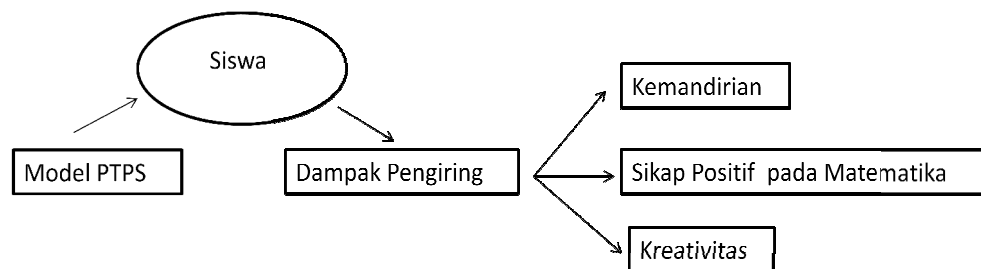 Siswa
Kemandirian
Model PTPS
Dampak Pengiring
Sikap Positif pada Matematika
Kreativitas